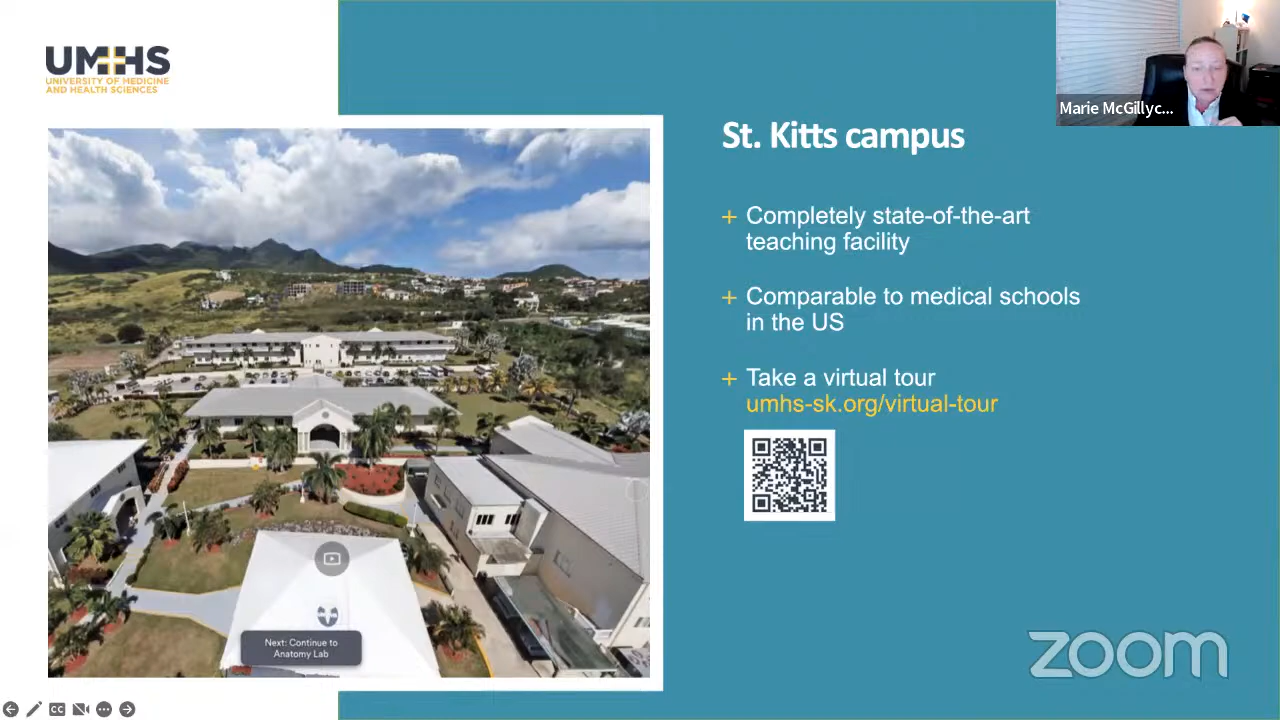 UMHS
UNIVERSITY OF MEDICINE
AND HEALTH SCIENCES
Marie McGillyc...
St. Kitts campus
+ Completely state-of-the-art
teaching facility
+ Comparable to medical schools
in the US
+ Take a virtual tour
umhs-sk.org/virtual-tour
Next: Continue to
Anatomy Lab
zoom
CC